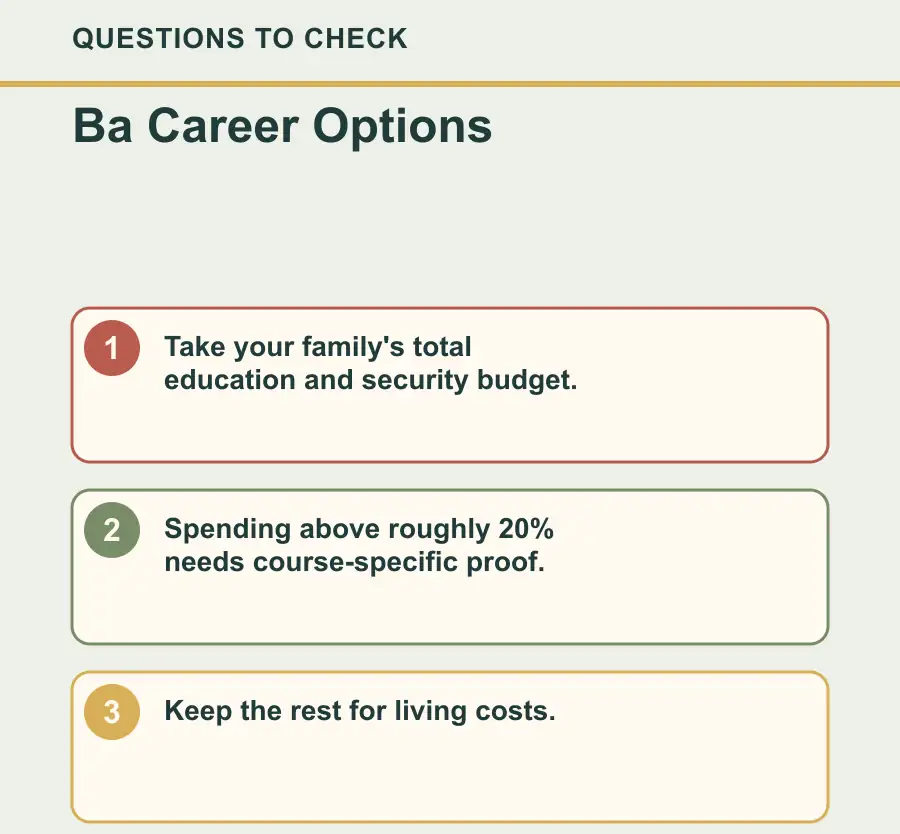 QUESTIONS TO CHECK
Ba Career Options
1
Take your family's total
education and security budget.
2
Spending above roughly 20%
needs course-specific proof.
3
Keep the rest for living costs.